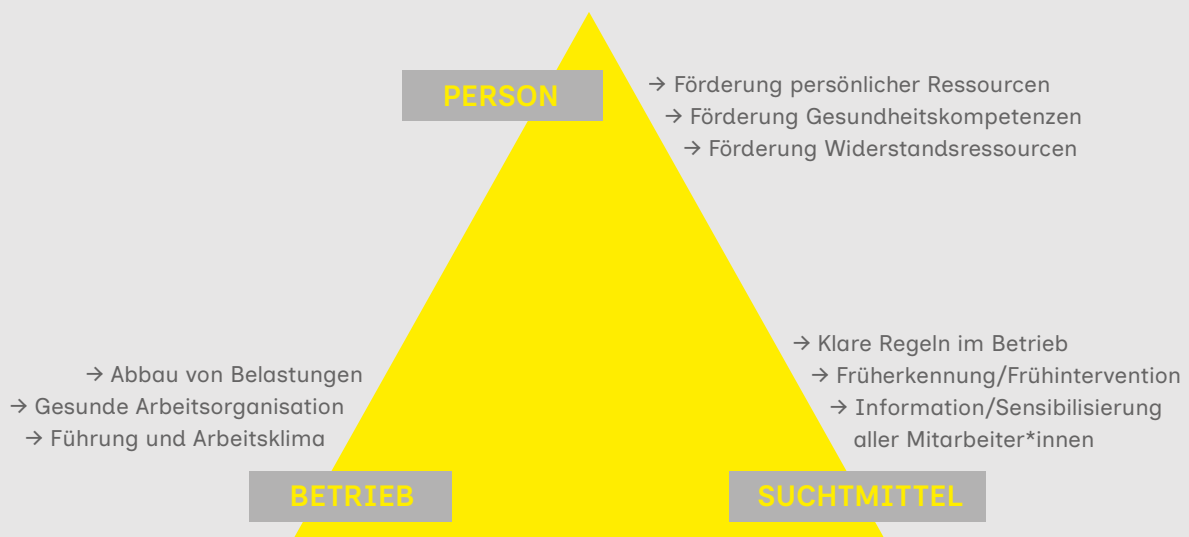 PERSON
→ Förderung persönlicher Ressourcen
→ Förderung Gesundheitskompetenzen
→ Förderung Widerstandsressourcen
→ Abbau von Belastungen
→ Gesunde Arbeitsorganisation
→ Führung und Arbeitsklima
BETRIEB
→ Klare Regeln im Betrieb
→ Früherkennung/Frühintervention
→ Information/Sensibilisierung
aller Mitarbeiter*innen
SUCHTMITTEL